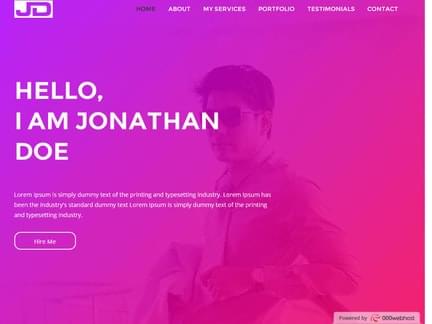 JD
HOME ABOUT MY SERVICES PORTFOLIO TESTIMONIALS CONTACT
HELLO,
I AM JONATHAN
DOE
Lorem Ipsum is simply dummy text of the printing and typesetting industry. Lorem Ipsum has
been the industry's standard dummy text Lorem Ipsum is simply dummy text of the printing
and typesetting industry.
Hire Me
Powered by 000webhost